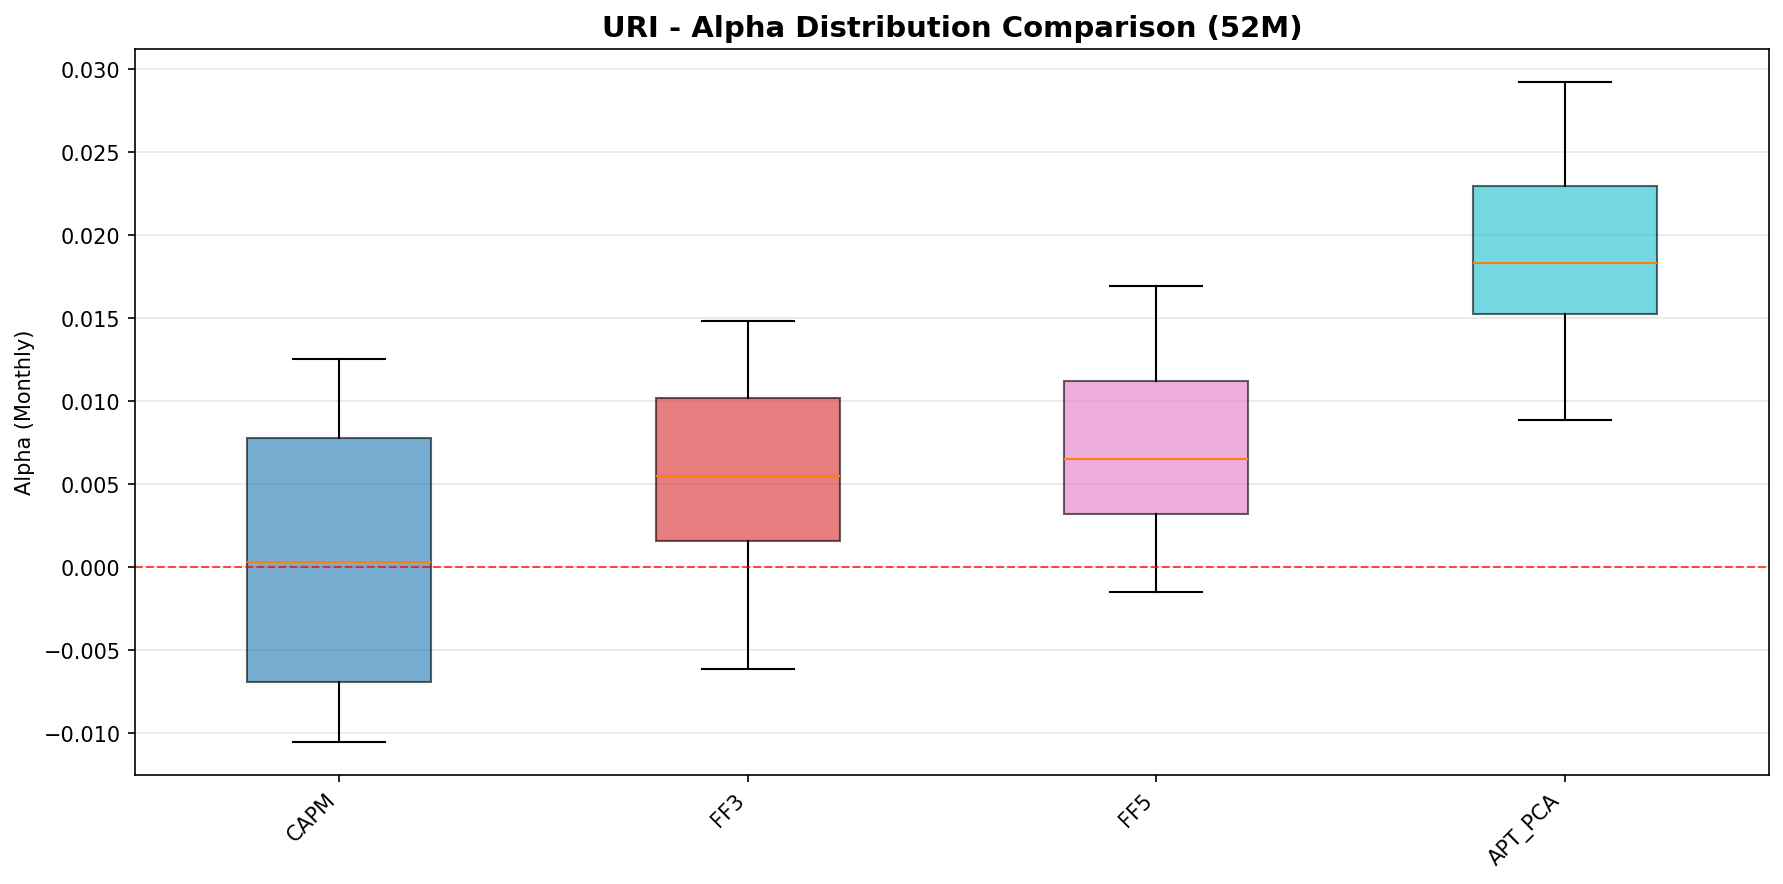 URI - Alpha Distribution Comparison (52M)
Alpha (Monthly)
0.030
0.025
0.020
0.015
0.010
0.005
0.000
−0.005
−0.010
CAPM
FF3
FF5
APT_PCA